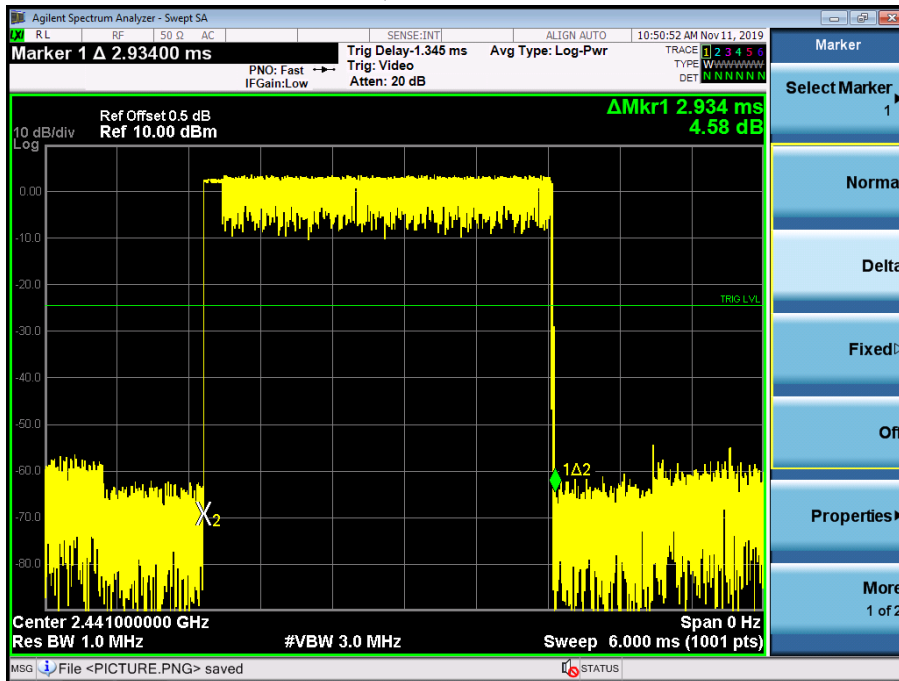 Agilent Spectrum Analyzer - Swept SA
LXI RL RF 50 Ω AC SENSE:INT ALIGN AUTO 10:50:52 AM Nov 11, 2019
Marker 1 Δ 2.93400 ms
PNO: Fast
IFGain:Low
Trig Delay-1.345 ms
Trig: Video
Atten: 20 dB
Avg Type: Log-Pwr
TRACE 1 2 3 4 5 6
TYPE WWWWWW
DET N N N N N N
ΔMkr1 2.934 ms
4.58 dB
Ref Offset 0.5 dB
10 dB/div Ref 10.00 dBm
Log
0.00
-10.0
-20.0
TRIG LVL
-30.0
-40.0
-50.0
-60.0
1Δ2
-70.0
2
-80.0
Center 2.441000000 GHz Span 0 Hz
Res BW 1.0 MHz #VBW 3.0 MHz Sweep 6.000 ms (1001 pts)
MSG File <PICTURE.PNG> saved STATUS
Marker
Select Marker
1
Norma
Delta
Fixed
Off
Properties
More
1 of 2